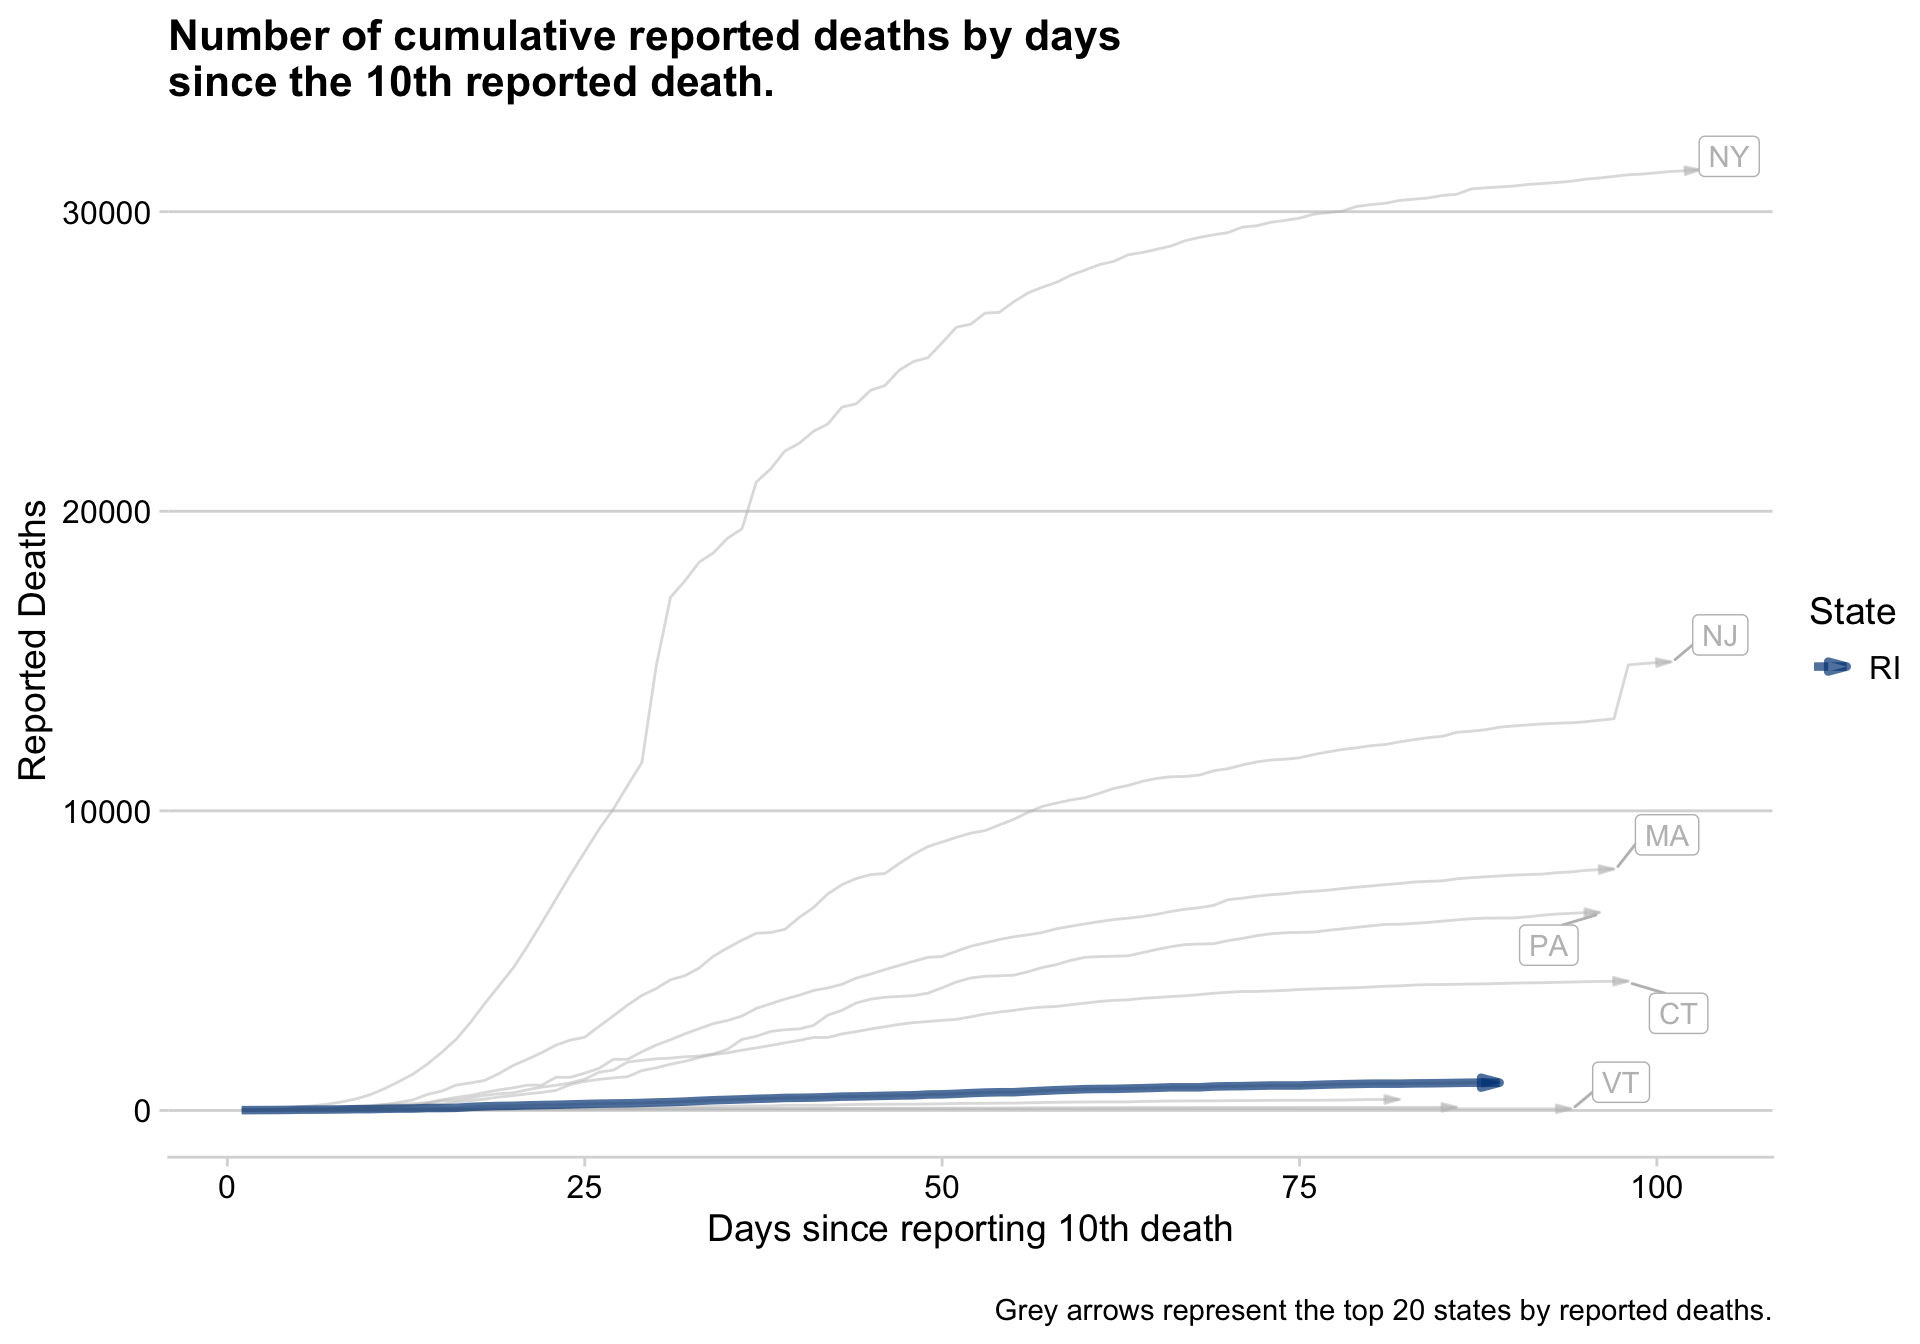 Number of cumulative reported deaths by days
since the 10th reported death.
NY
30000
20000
Reported Deaths
State
NJ
RI
10000
MA
PA
CT
VT
0
0 25 50 75 100
Days since reporting 10th death
Grey arrows represent the top 20 states by reported deaths.